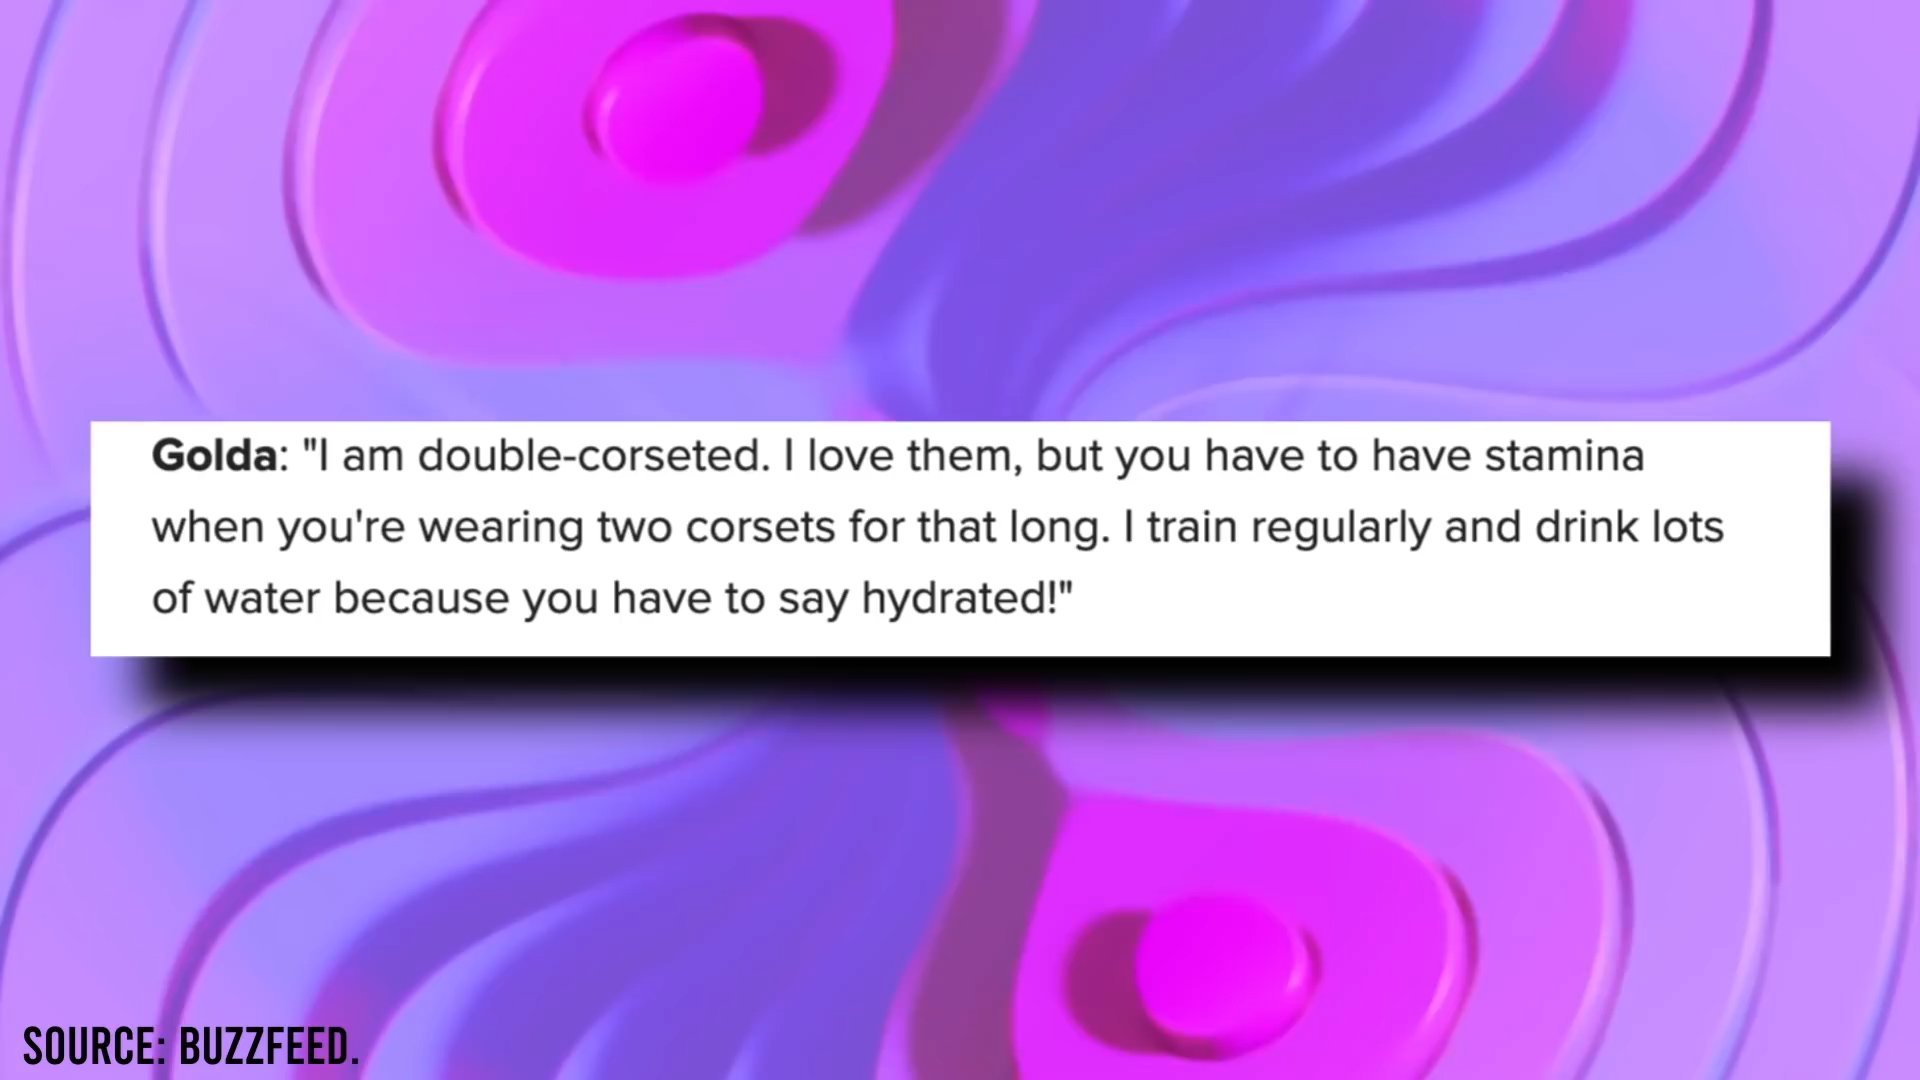 Golda: "I am double-corseted. I love them, but you have to have stamina
when you're wearing two corsets for that long. I train regularly and drink lots
of water because you have to say hydrated!"
SOURCE: BUZZFEED.